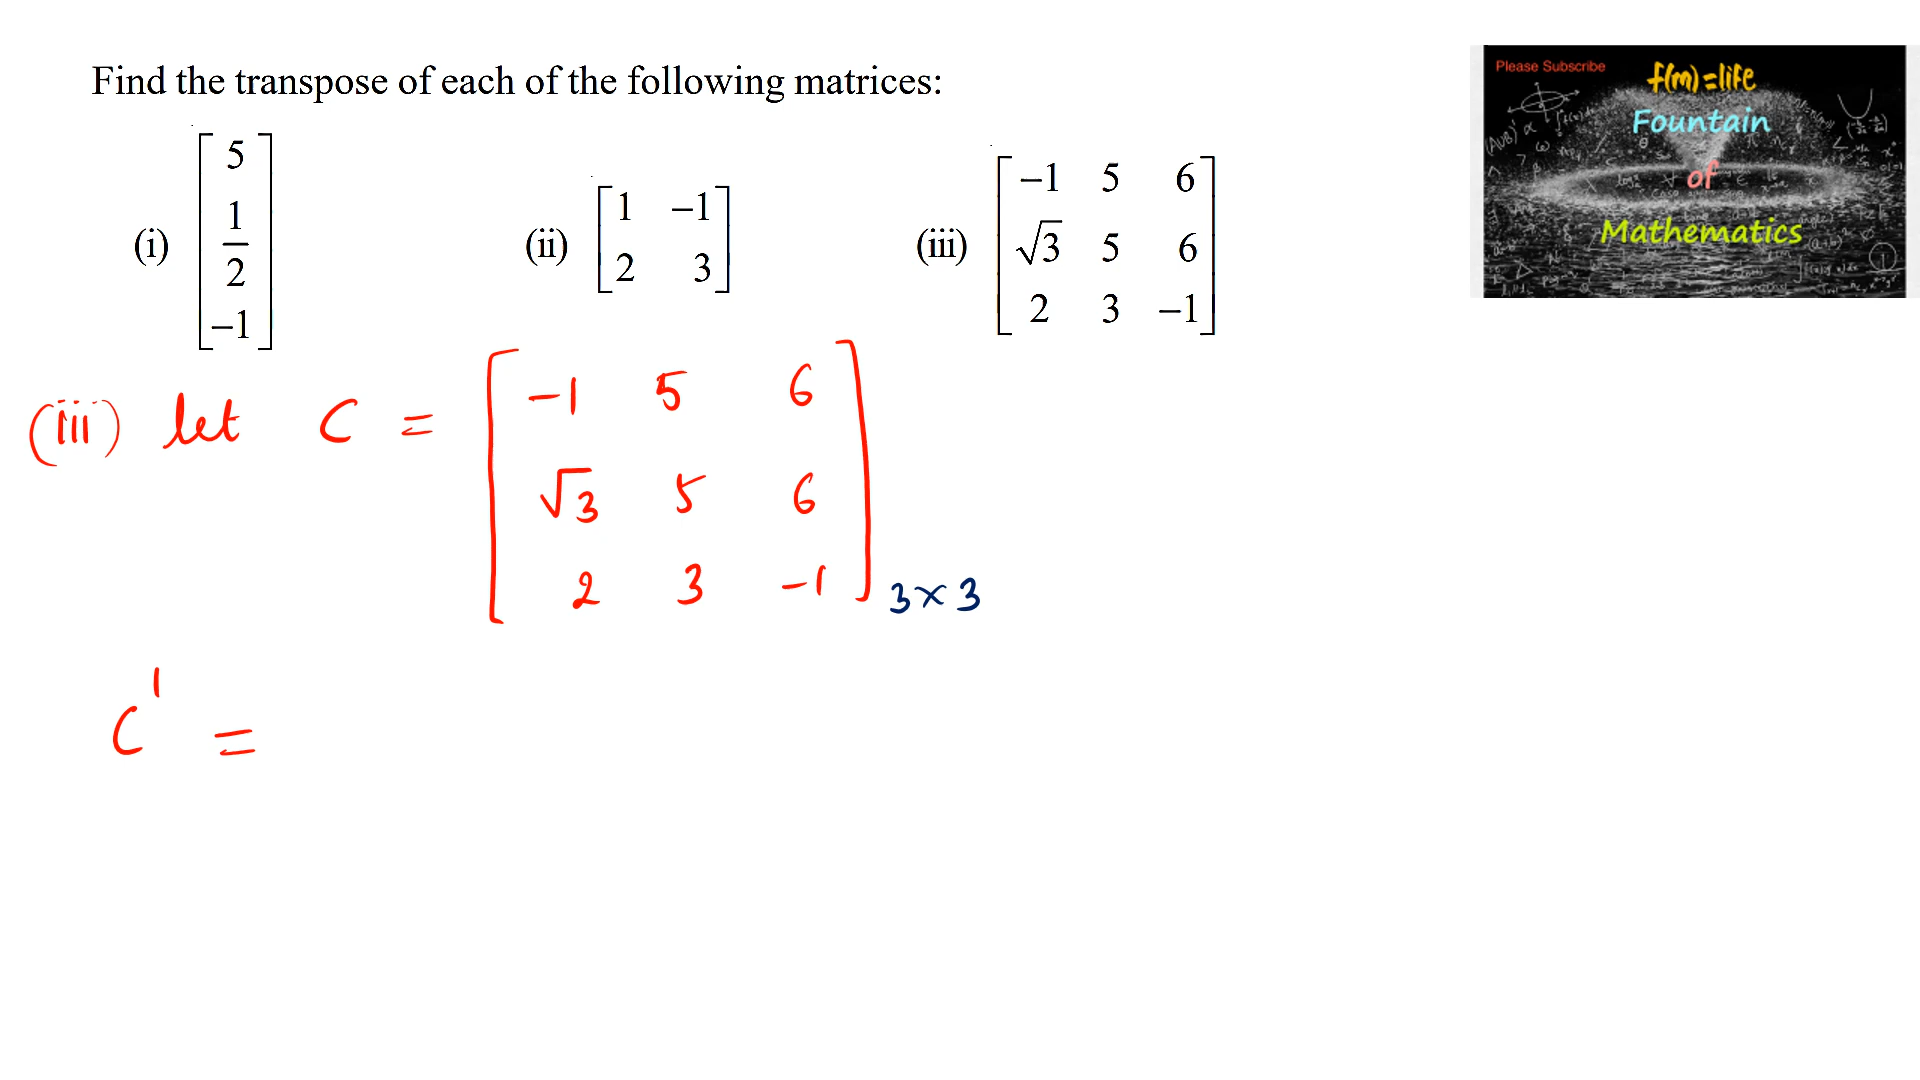 Find the transpose of each of the following matrices:
(i) [5
1/2
−1]
(ii) [1 −1
2 3]
(iii) [−1 5 6
√3 5 6
2 3 −1]
Please Subscribe
f(m)=life
Fountain
of
Mathematics
(iii) let C = [-1 5 6
√3 5 6
2 3 -1] 3×3
C' =